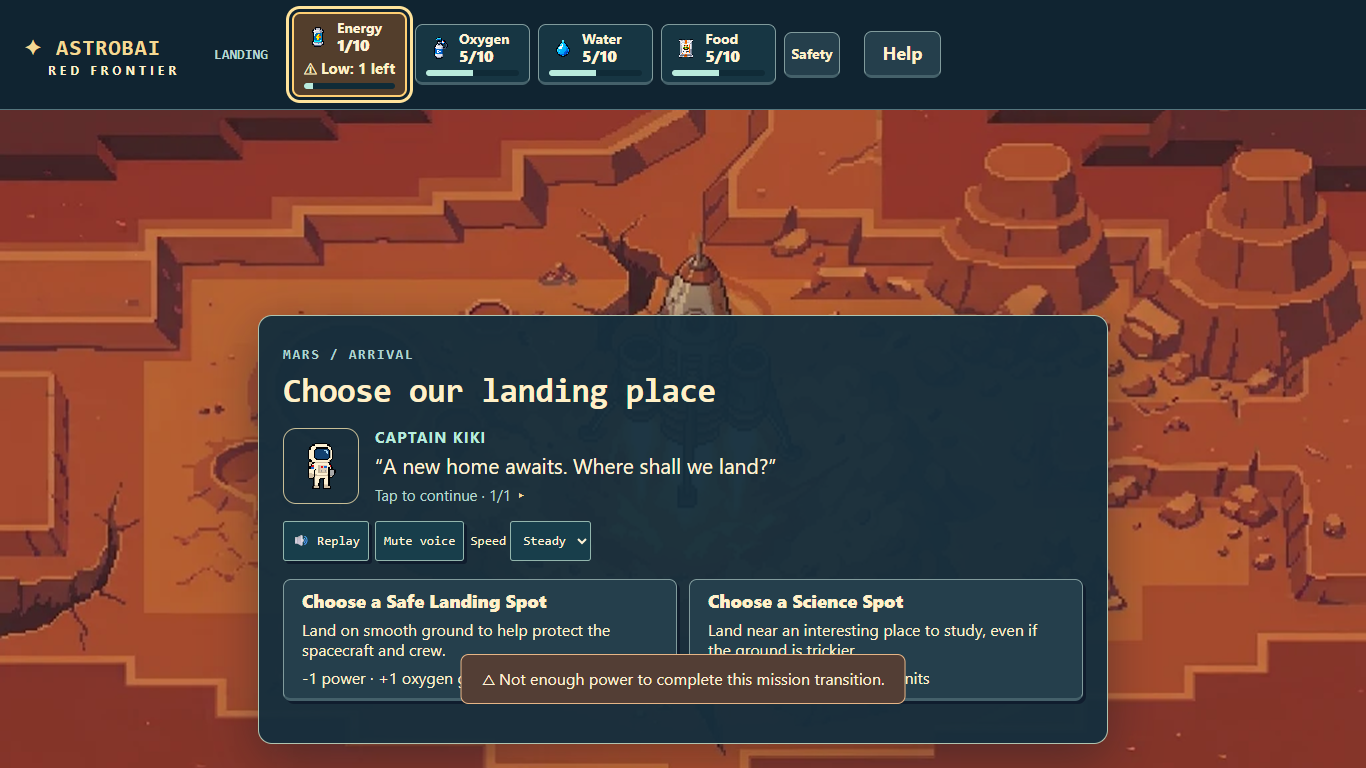 ✦ ASTROBAI
RED FRONTIER
LANDING
Energy
1/10
⚠ Low: 1 left
Oxygen
5/10
Water
5/10
Food
5/10
Safety
Help
MARS / ARRIVAL
Choose our landing place
CAPTAIN KIKI
“A new home awaits. Where shall we land?”
Tap to continue · 1/1 ▸
Replay
Mute voice
Speed
Steady
Choose a Safe Landing Spot
Land on smooth ground to help protect the
spacecraft and crew.
-1 power · +1 oxygen
Choose a Science Spot
Land near an interesting place to study, even if
the ground is trickier
⚠ Not enough power to complete this mission transition.